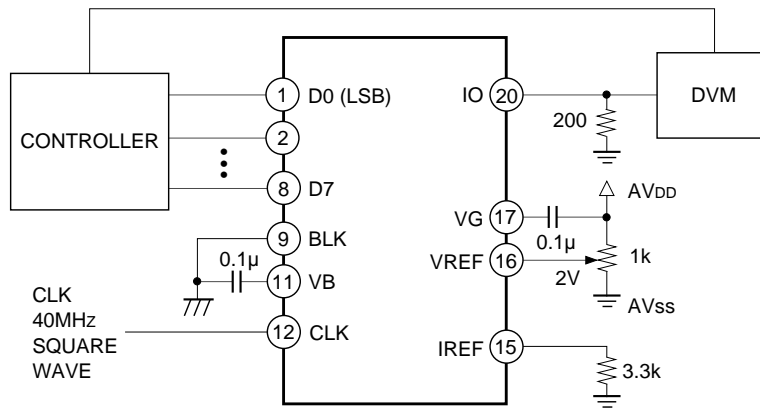 CONTROLLER
1
D0 (LSB)
2
8
D7
9
BLK
0.1µ
11
VB
CLK
40MHz
SQUARE
WAVE
12
CLK
IO
20
200
DVM
AVDD
VG
17
0.1µ
1k
VREF
16
2V
AVss
IREF
15
3.3k